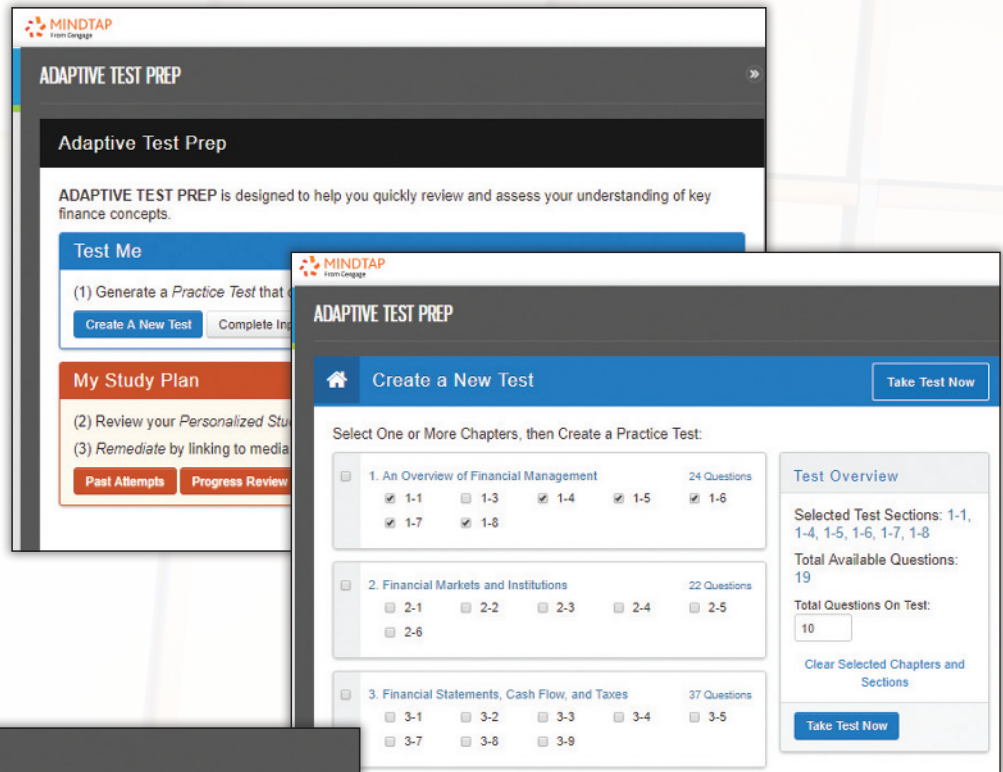 MINDTAP
From Cengage
ADAPTIVE TEST PREP
Adaptive Test Prep
ADAPTIVE TEST PREP is designed to help you quickly review and assess your understanding of key
finance concepts.
Test Me
(1) Generate a Practice Test that
Create A New Test Complete
My Study Plan
(2) Review your Personalized
(3) Remediate by linking to media
Past Attempts Progress Review
MINDTAP
From Cengage
ADAPTIVE TEST PREP
Create a New Test Take Test Now
Select One or More Chapters, then Create a Practice Test:
1. An Overview of Financial Management 24 Questions
1-1 1-3 1-4 1-5 1-6
1-7 1-8
2. Financial Markets and Institutions 22 Questions
2-1 2-2 2-3 2-4 2-5
2-6
3. Financial Statements, Cash Flow, and Taxes 37 Questions
3-1 3-2 3-3 3-4 3-5
3-7 3-8 3-9
Test Overview
Selected Test Sections: 1-1,
1-4, 1-5, 1-6, 1-7, 1-8
Total Available Questions:
19
Total Questions On Test:
10
Clear Selected Chapters and
Sections
Take Test Now